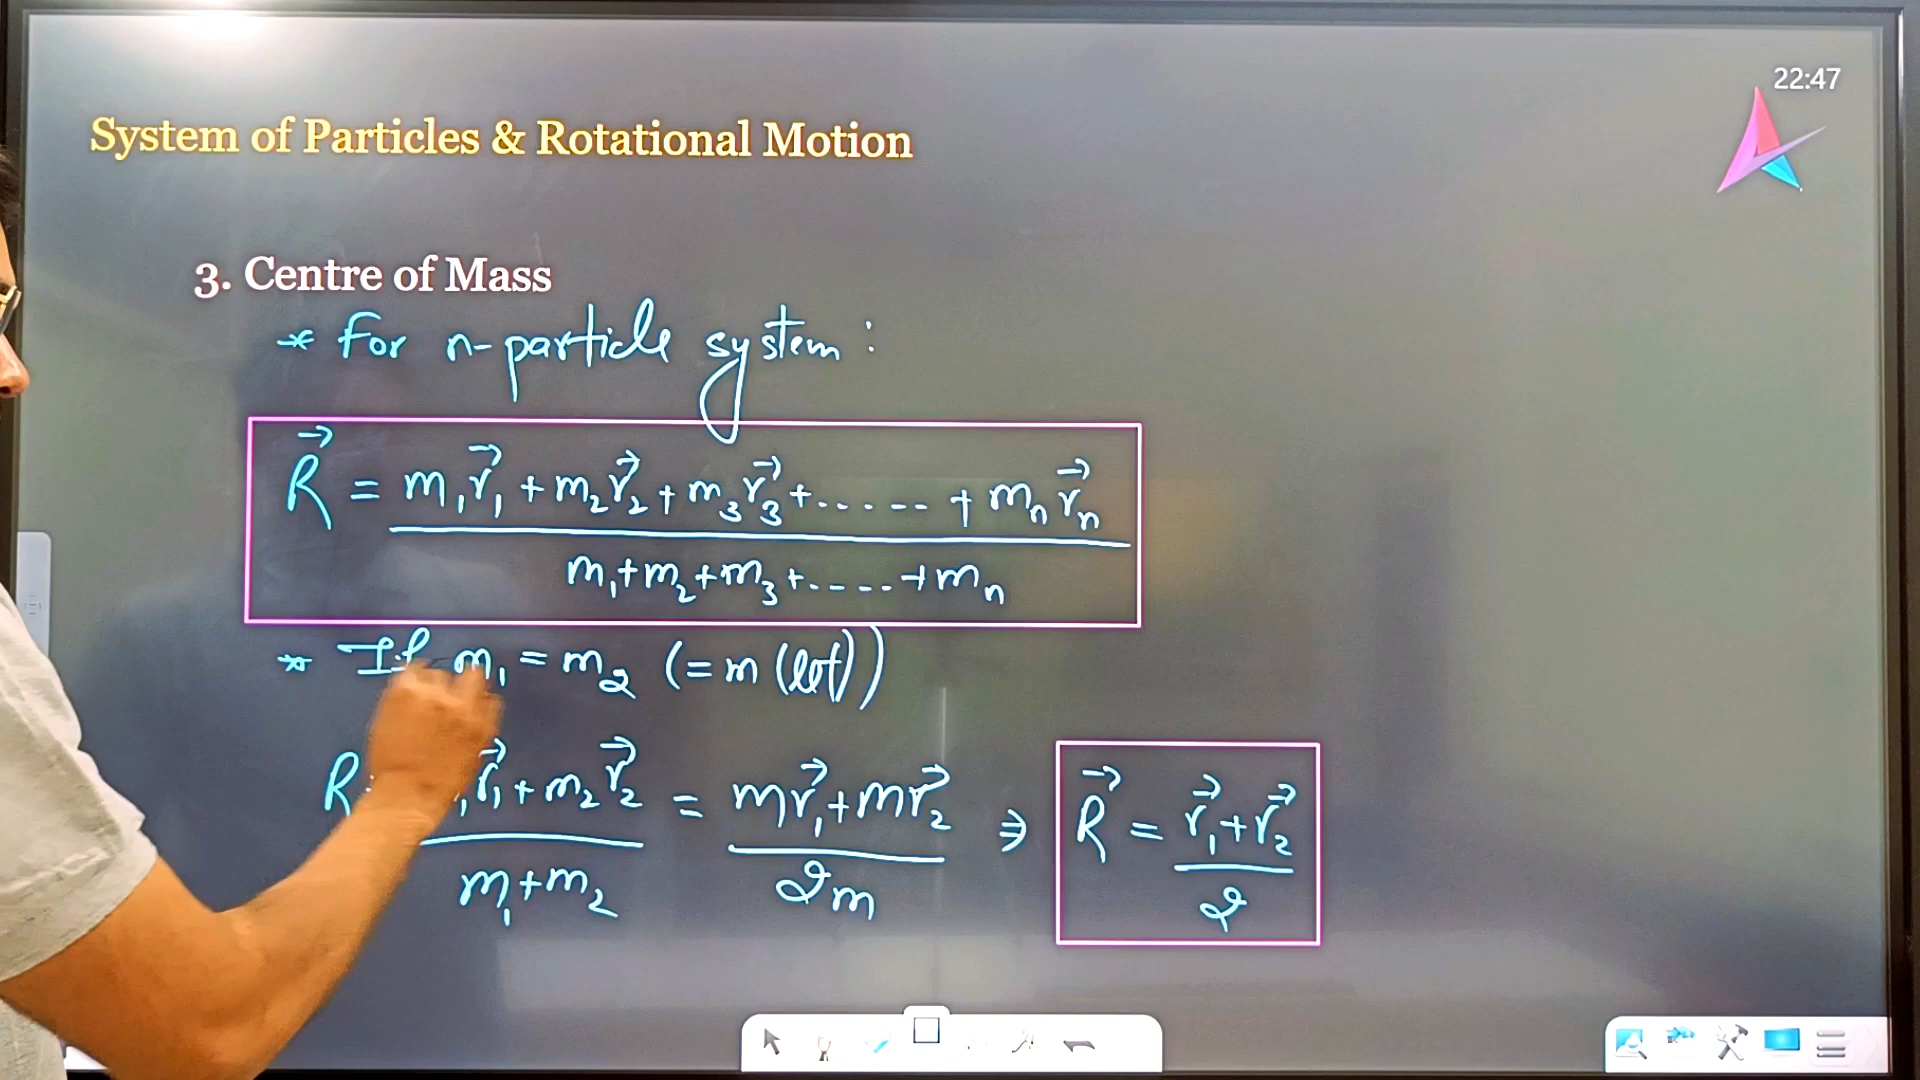 22:47
System of Particles & Rotational Motion
3. Centre of Mass
* For n-particle system :
R⃗ = m₁r⃗₁ + m₂r⃗₂ + m₃r⃗₃ + ...... + mₙr⃗ₙ
m₁+m₂+m₃+.....+mₙ
* If m₁ = m₂ (= m (let))
R r⃗₁ + m₂r⃗₂ = mr⃗₁ + mr⃗₂ ⇒ R⃗ = r⃗₁ + r⃗₂
m₁+m₂ 2m 2